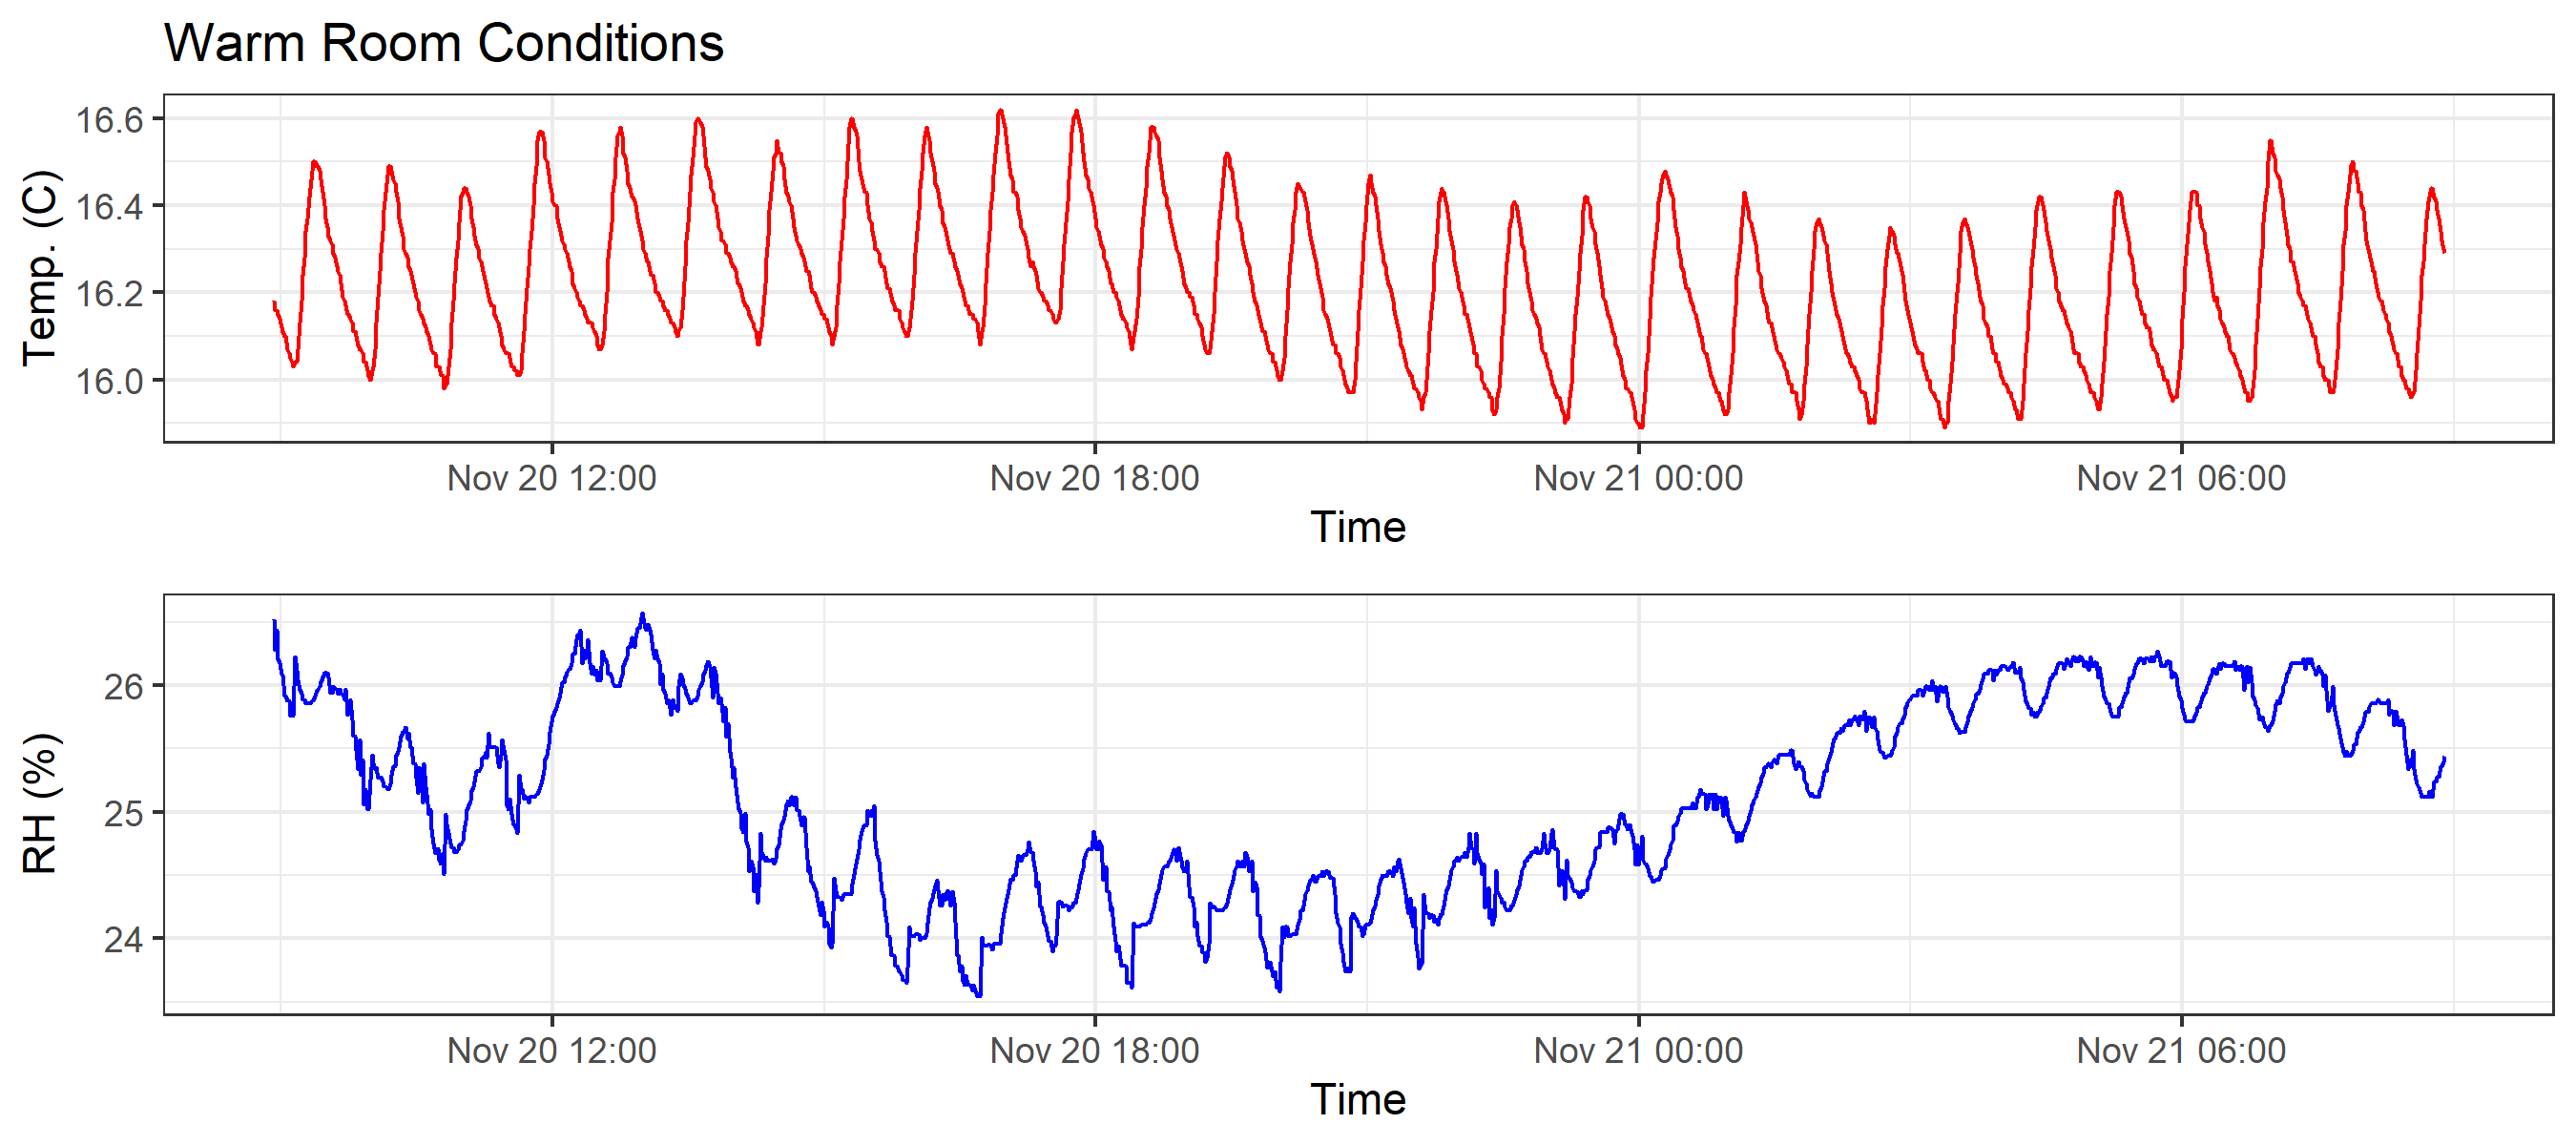 Warm Room Conditions
Temp. (C)
16.6
16.4
16.2
16.0
Nov 20 12:00 Nov 20 18:00 Nov 21 00:00 Nov 21 06:00
Time
RH (%)
26
25
24
Nov 20 12:00 Nov 20 18:00 Nov 21 00:00 Nov 21 06:00
Time